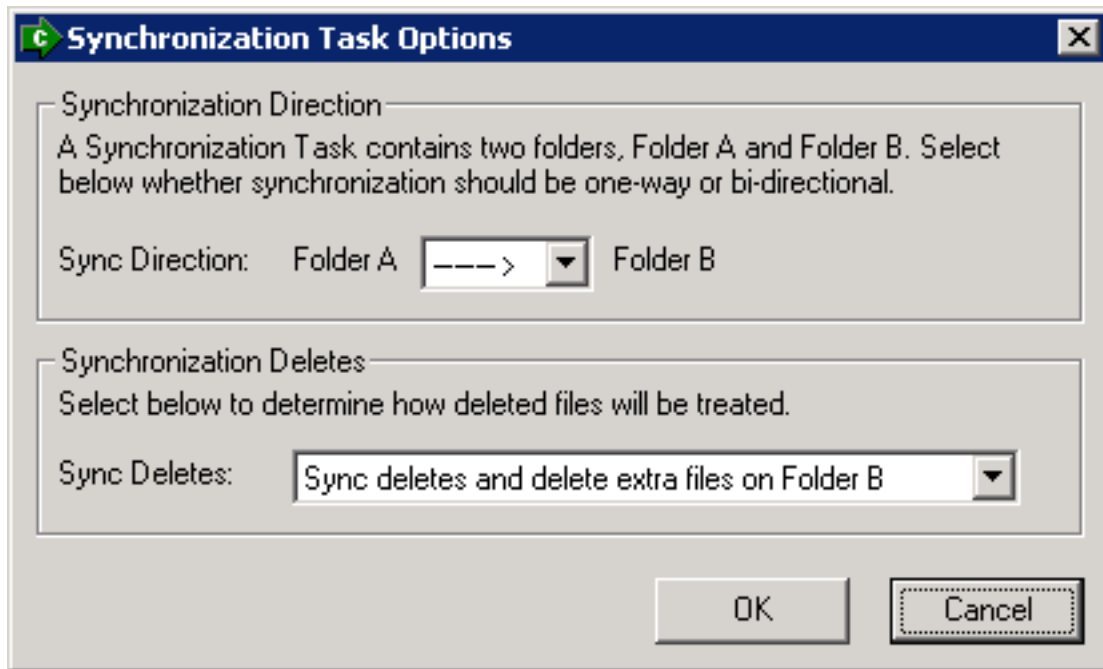 C Synchronization Task Options
Synchronization Direction
A Synchronization Task contains two folders, Folder A and Folder B. Select
below whether synchronization should be one-way or bi-directional.
Sync Direction: Folder A ---> Folder B
Synchronization Deletes
Select below to determine how deleted files will be treated.
Sync Deletes: Sync deletes and delete extra files on Folder B
OK Cancel